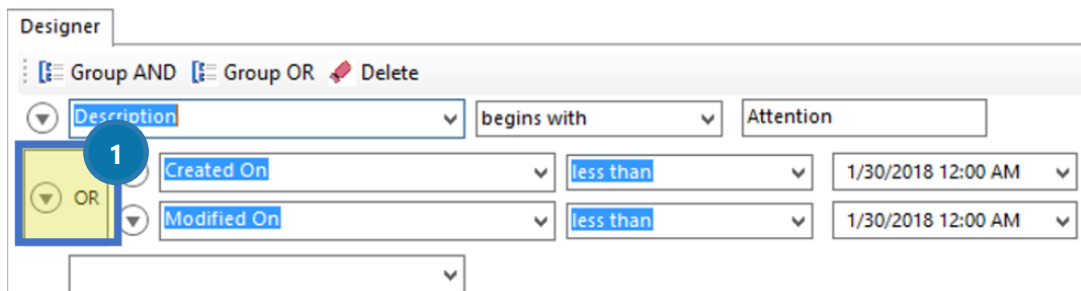 Designer
Group AND Group OR Delete
Description begins with Attention
1
Created On less than 1/30/2018 12:00 AM
OR
Modified On less than 1/30/2018 12:00 AM